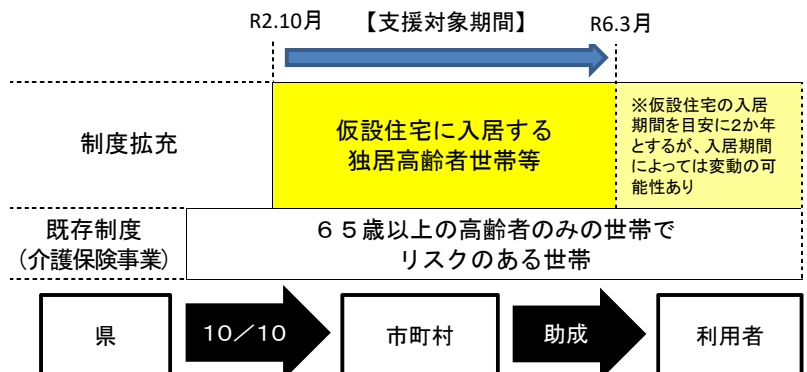 R2.10月 【支援対象期間】 R6.3月
制度拡充
仮設住宅に入居する
独居高齢者世帯等
※仮設住宅の入居
期間を目安に2か年
とするが、入居期間
によっては変動の可
能性あり
既存制度
(介護保険事業)
６５歳以上の高齢者のみの世帯で
リスクのある世帯
県 １０／１０ 市町村 助成 利用者